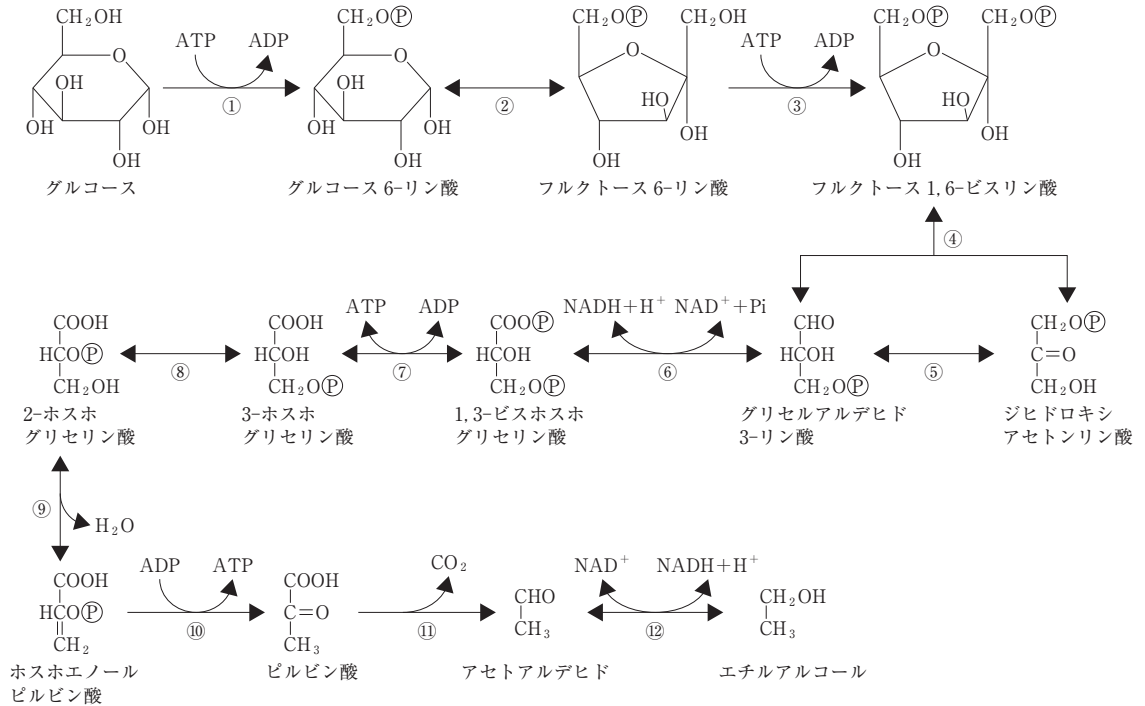 CH₂OH
CH₂OⓅ
CH₂OⓅ CH₂OH
CH₂OⓅ CH₂OⓅ
ATP ADP
ATP ADP
O
OH
OH
OH
OH
①
O
OH
OH
OH
OH
②
O
HO
OH
OH
③
O
HO
OH
OH
グルコース
グルコース 6-リン酸
フルクトース 6-リン酸
フルクトース 1, 6-ビスリン酸
④
COOH
HCOⓅ
CH₂OH
2-ホスホ
グリセリン酸
⑧
COOH
HCOH
CH₂OⓅ
3-ホスホ
グリセリン酸
ATP ADP
⑦
COOⓅ
HCOH
CH₂OⓅ
1, 3-ビスホスホ
グリセリン酸
NADH+H⁺ NAD⁺+Pi
⑥
CHO
HCOH
CH₂OⓅ
グリセルアルデヒド
3-リン酸
⑤
CH₂OⓅ
C=O
CH₂OH
ジヒドロキシ
アセトンリン酸
⑨
H₂O
COOH
HCOⓅ
CH₂
ホスホエノール
ピルビン酸
ADP ATP
⑩
COOH
C=O
CH₃
ピルビン酸
CO₂
⑪
CHO
CH₃
アセトアルデヒド
NAD⁺ NADH+H⁺
⑫
CH₂OH
CH₃
エチルアルコール